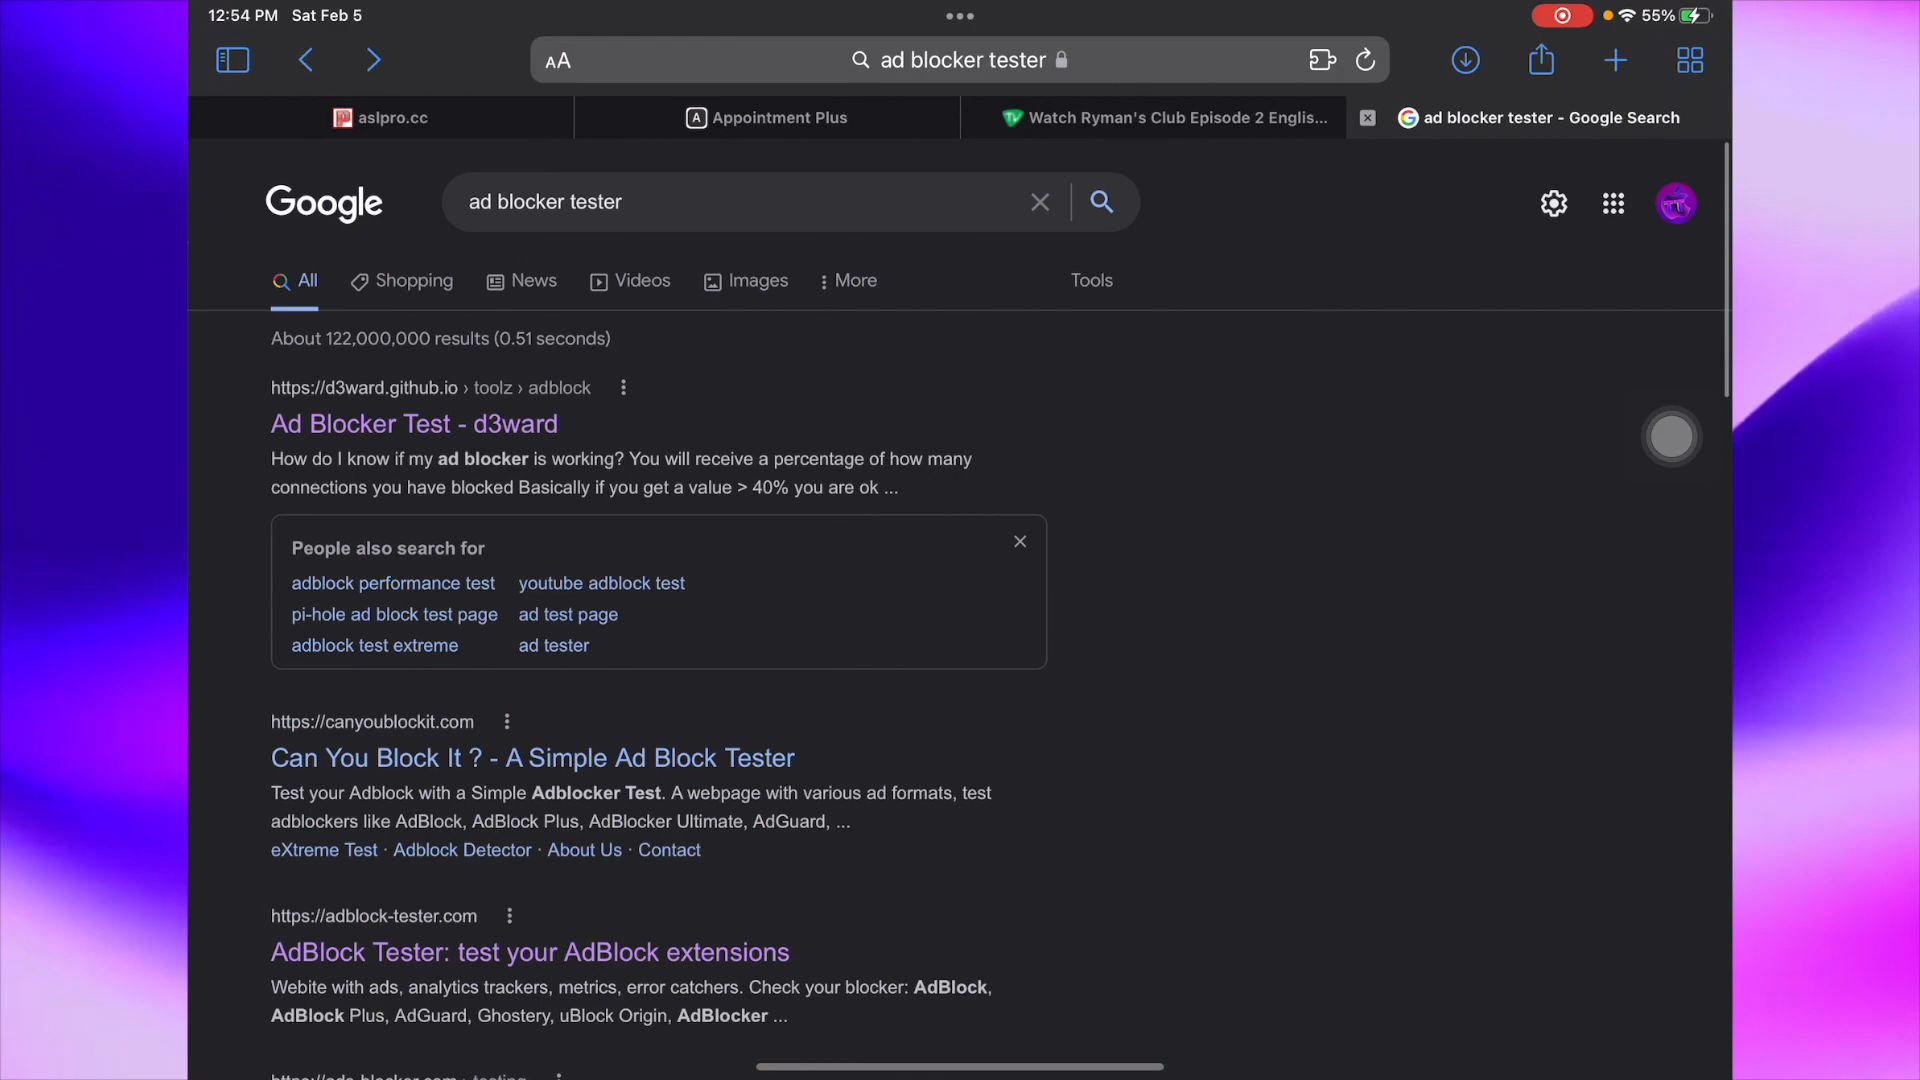 12:54 PM Sat Feb 5
55%
AA ad blocker tester
aslpro.cc
Appointment Plus
Watch Ryman's Club Episode 2 Englis...
ad blocker tester - Google Search
Google
ad blocker tester
All Shopping News Videos Images More Tools
About 122,000,000 results (0.51 seconds)
https://d3ward.github.io › toolz › adblock
Ad Blocker Test - d3ward
How do I know if my ad blocker is working? You will receive a percentage of how many
connections you have blocked Basically if you get a value > 40% you are ok ...
People also search for
adblock performance test youtube adblock test
pi-hole ad block test page ad test page
adblock test extreme ad tester
https://canyoublockit.com
Can You Block It ? - A Simple Ad Block Tester
Test your Adblock with a Simple Adblocker Test. A webpage with various ad formats, test
adblockers like AdBlock, AdBlock Plus, AdBlocker Ultimate, AdGuard, ...
eXtreme Test · Adblock Detector · About Us · Contact
https://adblock-tester.com
AdBlock Tester: test your AdBlock extensions
Webite with ads, analytics trackers, metrics, error catchers. Check your blocker: AdBlock,
AdBlock Plus, AdGuard, Ghostery, uBlock Origin, AdBlocker ...